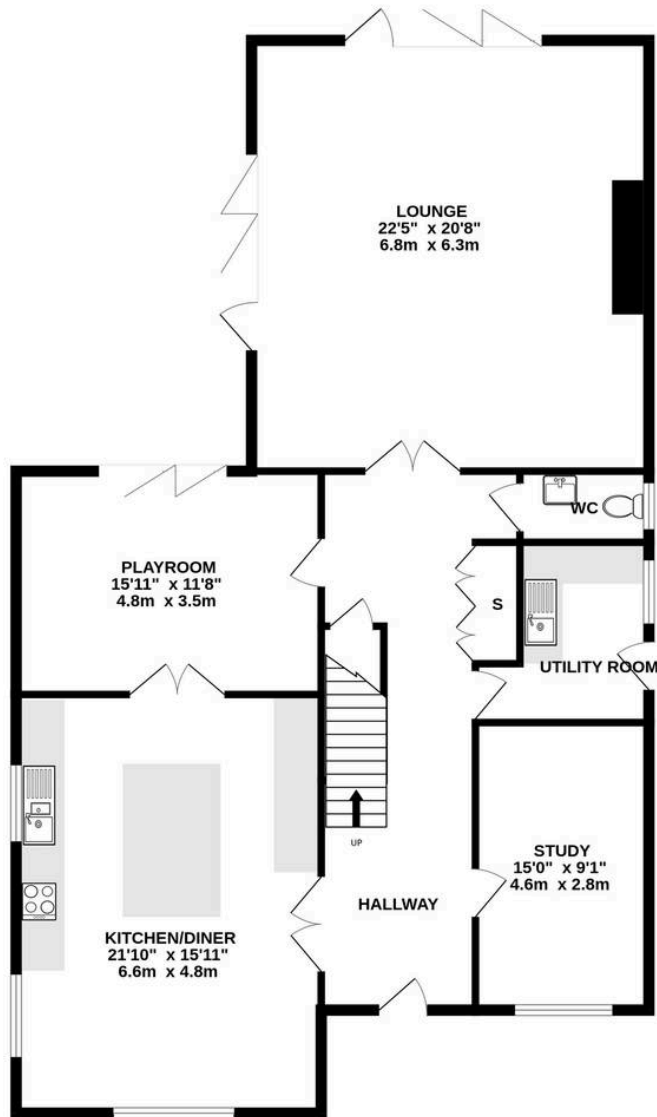 LOUNGE
22'5" x 20'8"
6.8m x 6.3m
WC
PLAYROOM
15'11" x 11'8"
4.8m x 3.5m
S
UTILITY ROOM
UP
STUDY
15'0" x 9'1"
4.6m x 2.8m
HALLWAY
KITCHEN/DINER
21'10" x 15'11"
6.6m x 4.8m